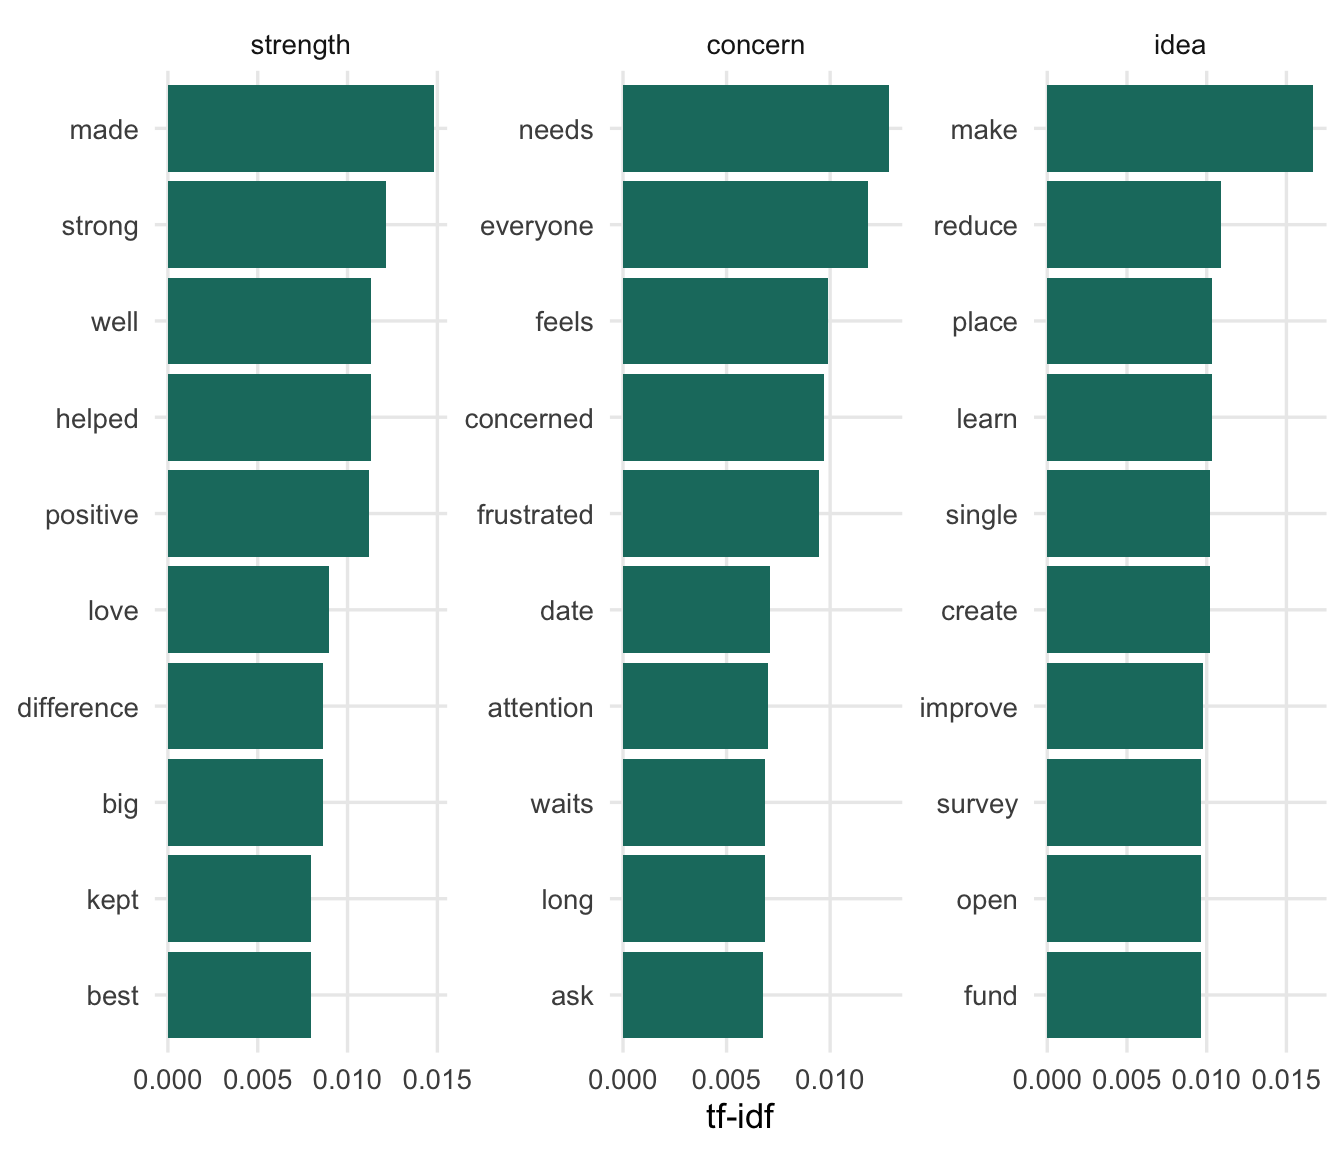 strength
made
strong
well
helped
positive
love
difference
big
kept
best
0.000 0.005 0.010 0.015
concern
needs
everyone
feels
concerned
frustrated
date
attention
waits
long
ask
0.000 0.005 0.010
idea
make
reduce
place
learn
single
create
improve
survey
open
fund
0.000 0.005 0.010 0.015
tf-idf